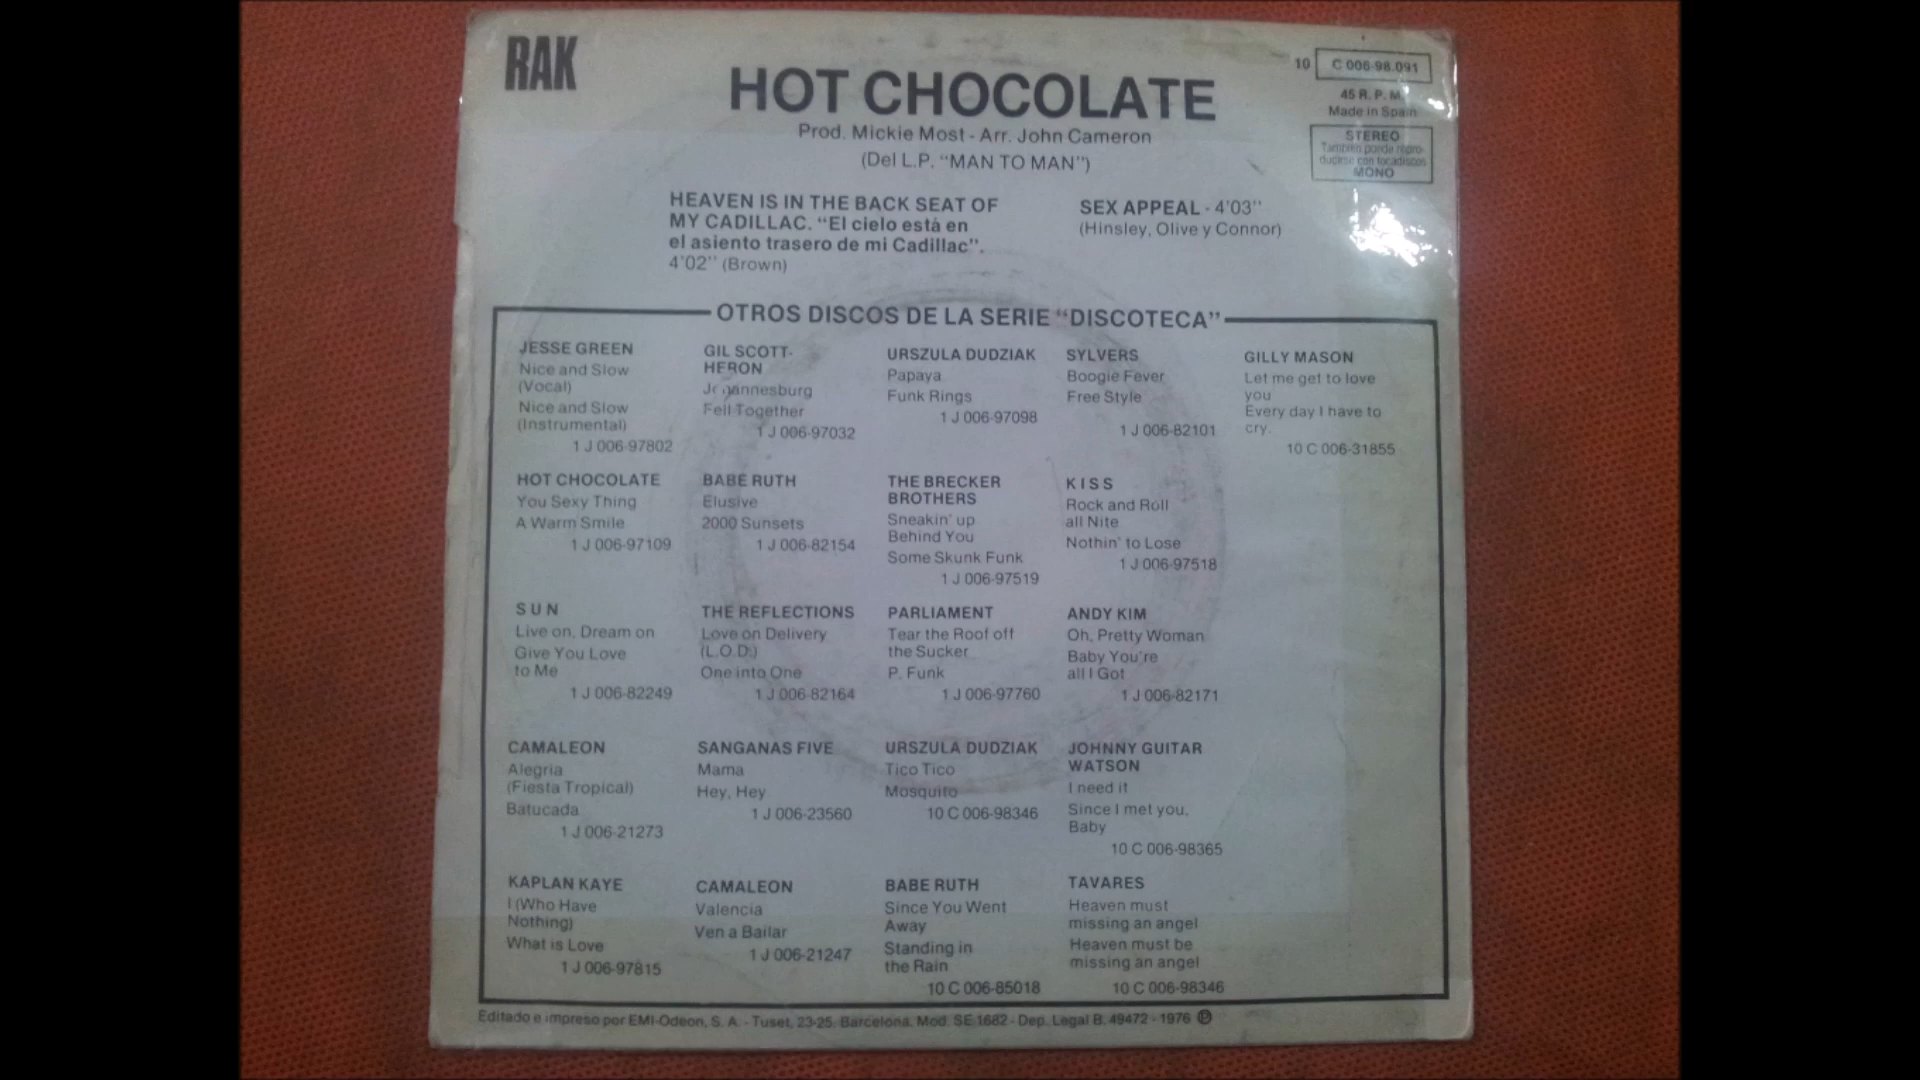 RAK
HOT CHOCOLATE
10 C 006-98.091
45 R.P.M.
Made in Spain
STEREO
También puede repro-
ducirse con tocadiscos
MONO
Prod. Mickie Most - Arr. John Cameron
(Del L.P. “MAN TO MAN”)
HEAVEN IS IN THE BACK SEAT OF
MY CADILLAC. “El cielo está en
el asiento trasero de mi Cadillac”.
4'02'' (Brown)
SEX APPEAL - 4'03''
(Hinsley, Olive y Connor)
OTROS DISCOS DE LA SERIE “DISCOTECA”
JESSE GREEN
Nice and Slow
(Vocal)
Nice and Slow
(Instrumental)
1 J 006-97802
GIL SCOTT-
HERON
Johannesburg
Fell Together
1 J 006-97032
URSZULA DUDZIAK
Papaya
Funk Rings
1 J 006-97098
SYLVERS
Boogie Fever
Free Style
1 J 006-82101
GILLY MASON
Let me get to love
you
Every day I have to
cry.
10 C 006-31855
HOT CHOCOLATE
You Sexy Thing
A Warm Smile
1 J 006-97109
BABE RUTH
Elusive
2000 Sunsets
1 J 006-82154
THE BRECKER
BROTHERS
Sneakin' up
Behind You
Some Skunk Funk
1 J 006-97519
KISS
Rock and Roll
all Nite
Nothin' to Lose
1 J 006-97518
SUN
Live on, Dream on
Give You Love
to Me
1 J 006-82249
THE REFLECTIONS
Love on Delivery
(L.O.D.)
One into One
1 J 006-82164
PARLIAMENT
Tear the Roof off
the Sucker
P. Funk
1 J 006-97760
ANDY KIM
Oh, Pretty Woman
Baby You're
all I Got
1 J 006-82171
CAMALEON
Alegria
(Fiesta Tropical)
Batucada
1 J 006-21273
SANGANAS FIVE
Mama
Hey, Hey
1 J 006-23560
URSZULA DUDZIAK
Tico Tico
Mosquito
10 C 006-98346
JOHNNY GUITAR
WATSON
I need it
Since I met you,
Baby
10 C 006-98365
KAPLAN KAYE
I (Who Have
Nothing)
What is Love
1 J 006-97815
CAMALEON
Valencia
Ven a Bailar
1 J 006-21247
BABE RUTH
Since You Went
Away
Standing in
the Rain
10 C 006-85018
TAVARES
Heaven must
missing an angel
Heaven must be
missing an angel
10 C 006-98346
Editado e impreso por EMI-Odeon, S. A. - Tuset, 23-25. Barcelona. Mod. SE 1682 - Dep. Legal B. 49472 - 1976 ℗